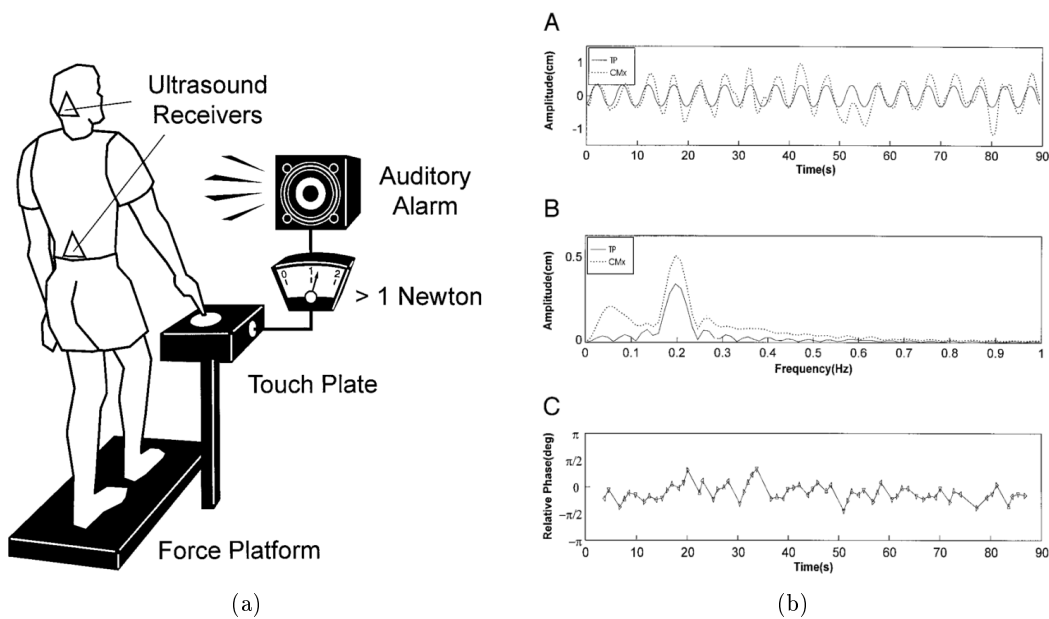 Ultrasound
Receivers
Auditory
Alarm
0 1 2
> 1 Newton
Touch Plate
Force Platform
(a)
A
Amplitude(cm)
1
0
-1
TP
CMx
0 10 20 30 40 50 60 70 80 90
Time(s)
B
Amplitude(cm)
0.5
0
TP
CMx
0 0.1 0.2 0.3 0.4 0.5 0.6 0.7 0.8 0.9 1
Frequency(Hz)
C
Relative Phase(deg)
π
π/2
0
−π/2
−π
0 10 20 30 40 50 60 70 80 90
Time(s)
(b)